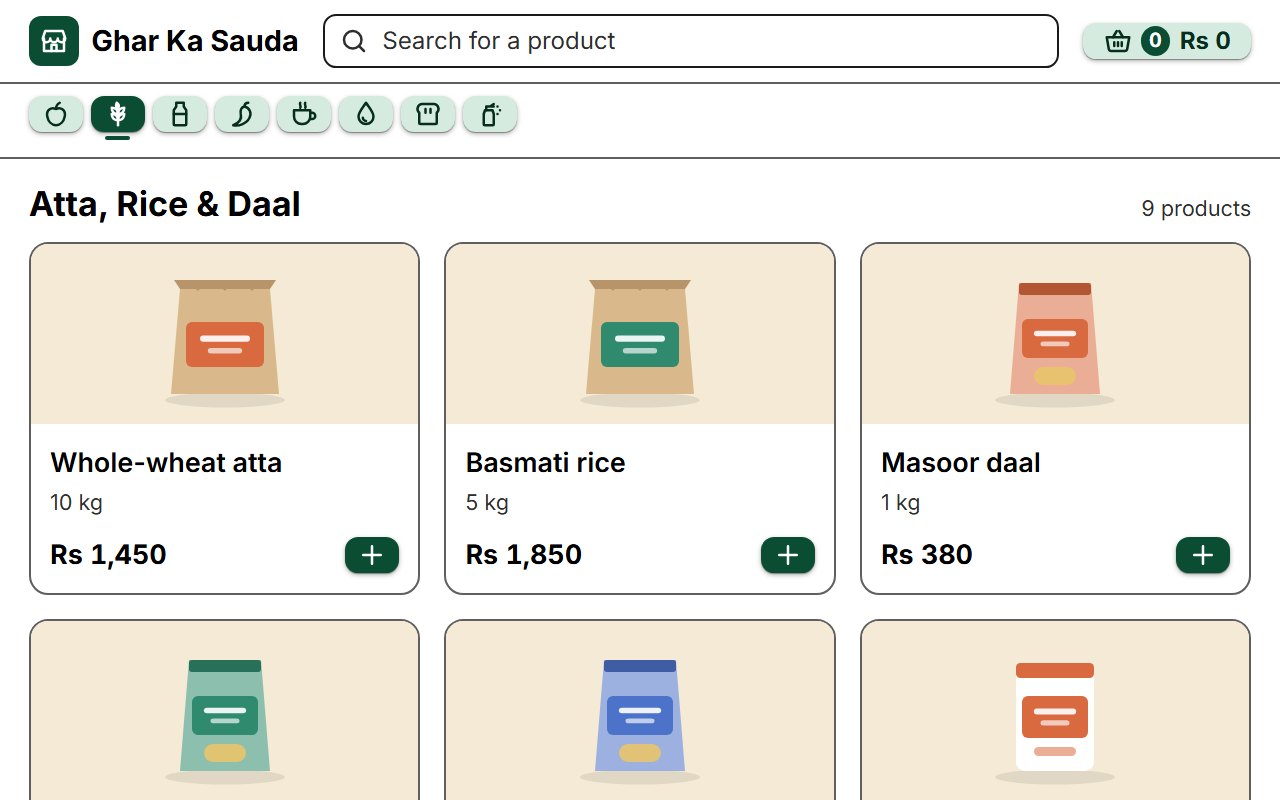 Ghar Ka Sauda
Search for a product
0 Rs 0
Atta, Rice & Daal
9 products
Whole-wheat atta
10 kg
Rs 1,450
Basmati rice
5 kg
Rs 1,850
Masoor daal
1 kg
Rs 380